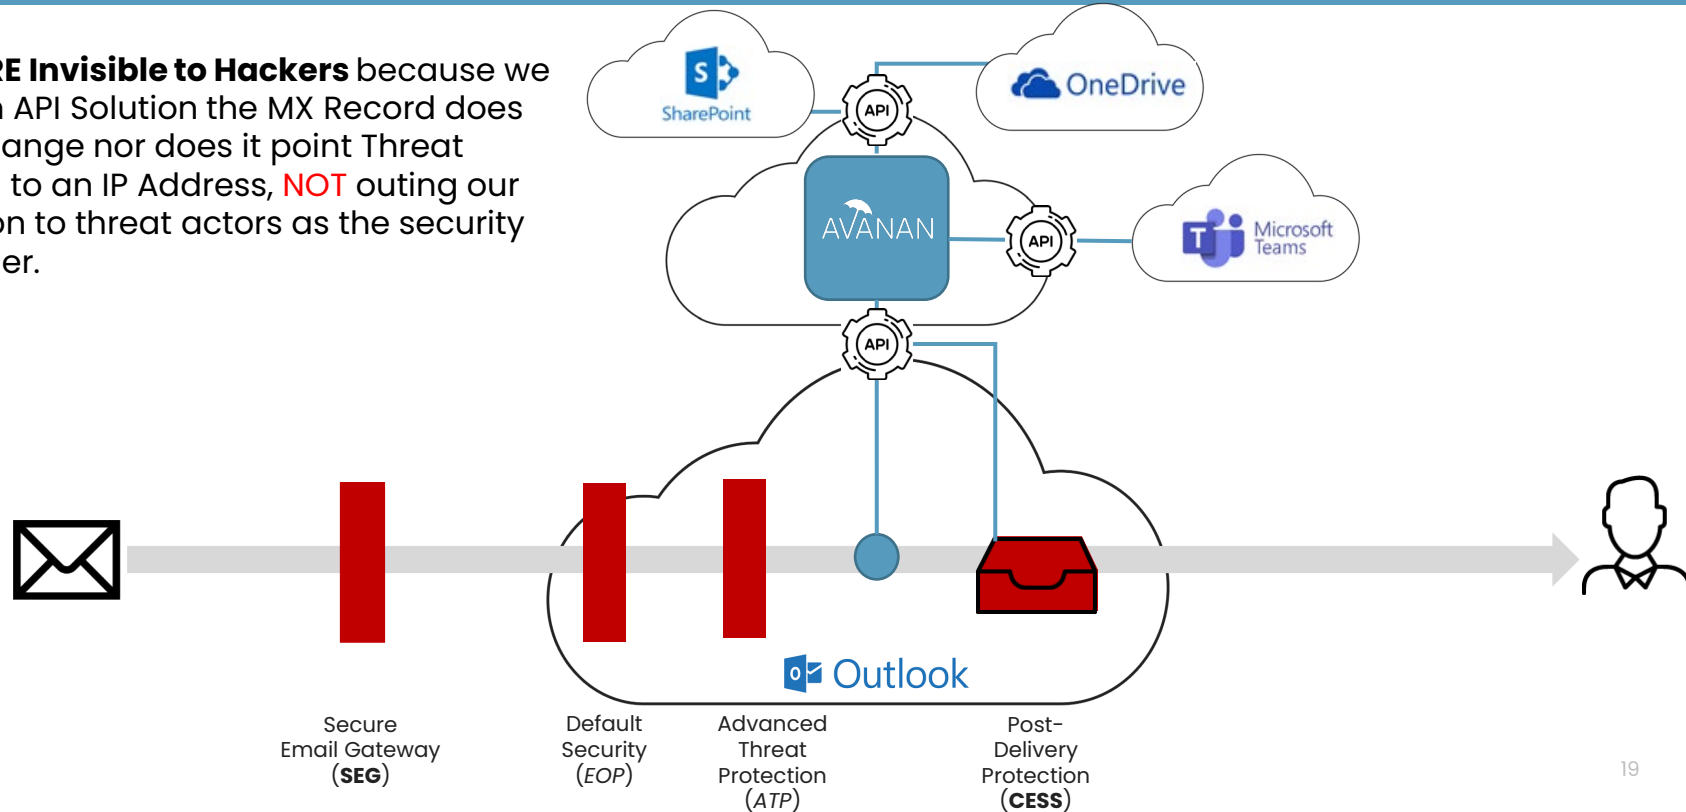 RE Invisible to Hackers because we
API Solution the MX Record does
ange nor does it point Threat
to an IP Address, NOT outing our
on to threat actors as the security
er.
S
SharePoint
OneDrive
API
AVANAN
API
T
Microsoft
Teams
API
Outlook
Secure
Email Gateway
(SEG)
Default
Security
(EOP)
Advanced
Threat
Protection
(ATP)
Post-
Delivery
Protection
(CESS)
19